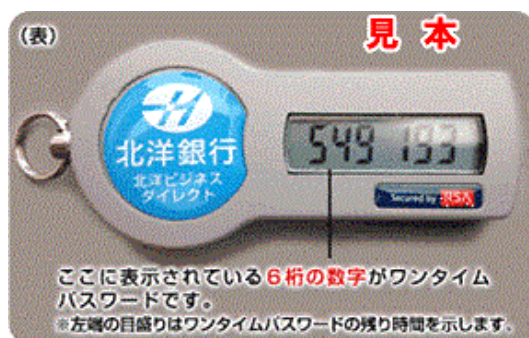 (表)
見本
北洋銀行
北洋ビジネス
ダイレクト
549 193
Secured by RSA
ここに表示されている6桁の数字がワンタイム
パスワードです。
※左端の目盛りはワンタイムパスワードの残り時間を示します。